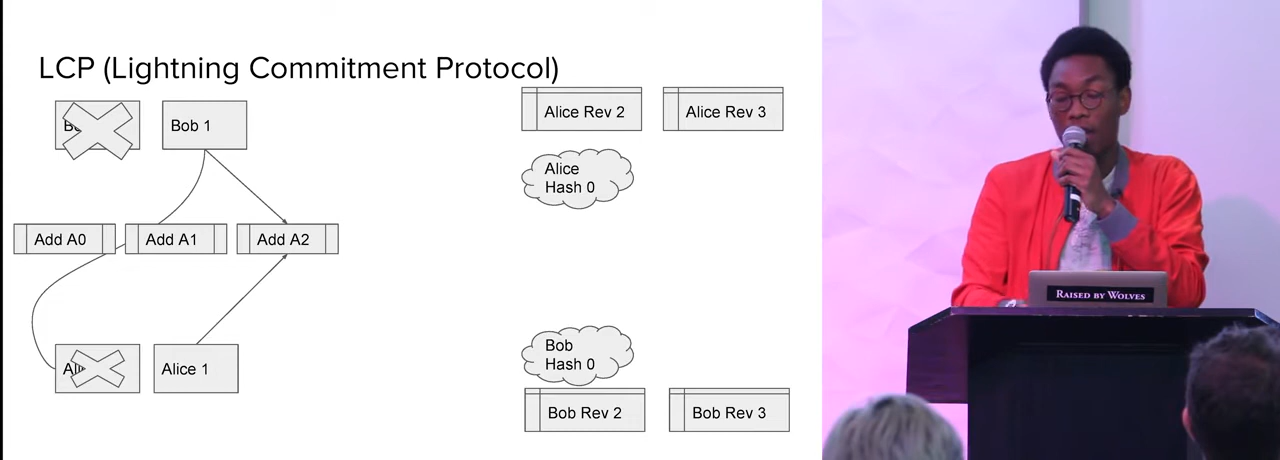 LCP (Lightning Commitment Protocol)
Bob 1
Alice Rev 2
Alice Rev 3
Alice
Hash 0
Add A0
Add A1
Add A2
Bob
Hash 0
Alice 1
Bob Rev 2
Bob Rev 3
RAISED BY WOLVES